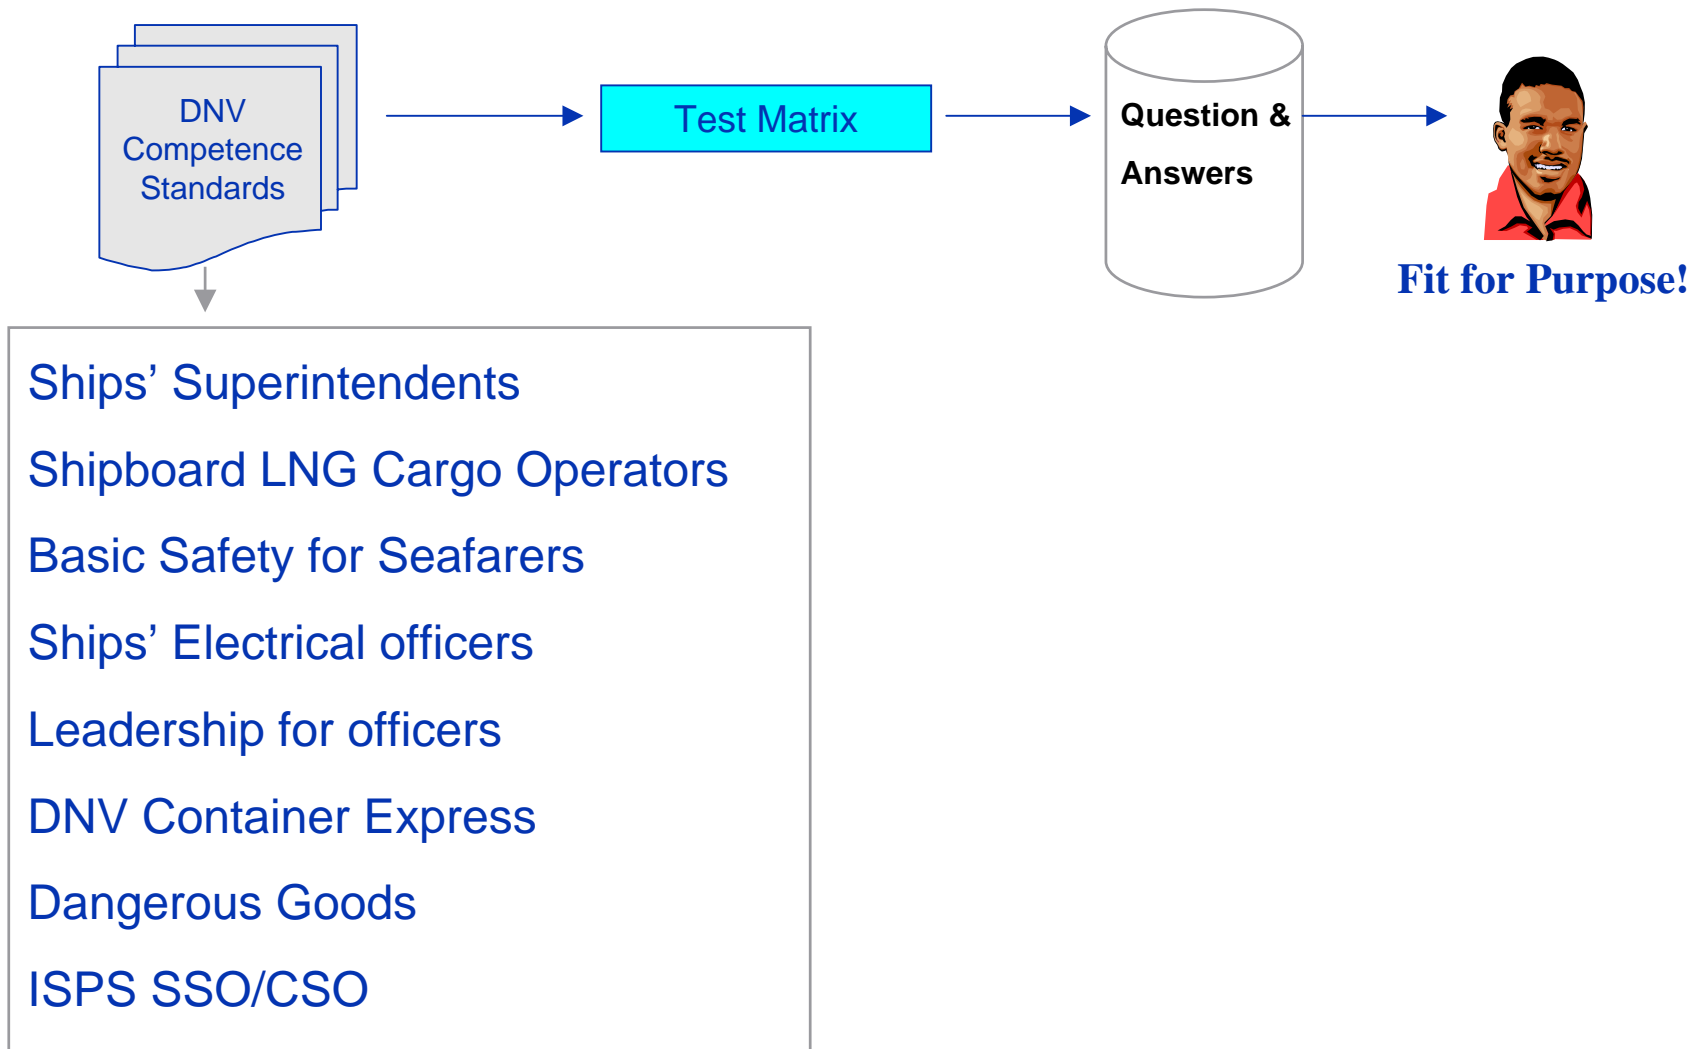 DNV
Competence
Standards
Test Matrix
Question &
Answers
Fit for Purpose!
Ships’ Superintendents
Shipboard LNG Cargo Operators
Basic Safety for Seafarers
Ships’ Electrical officers
Leadership for officers
DNV Container Express
Dangerous Goods
ISPS SSO/CSO